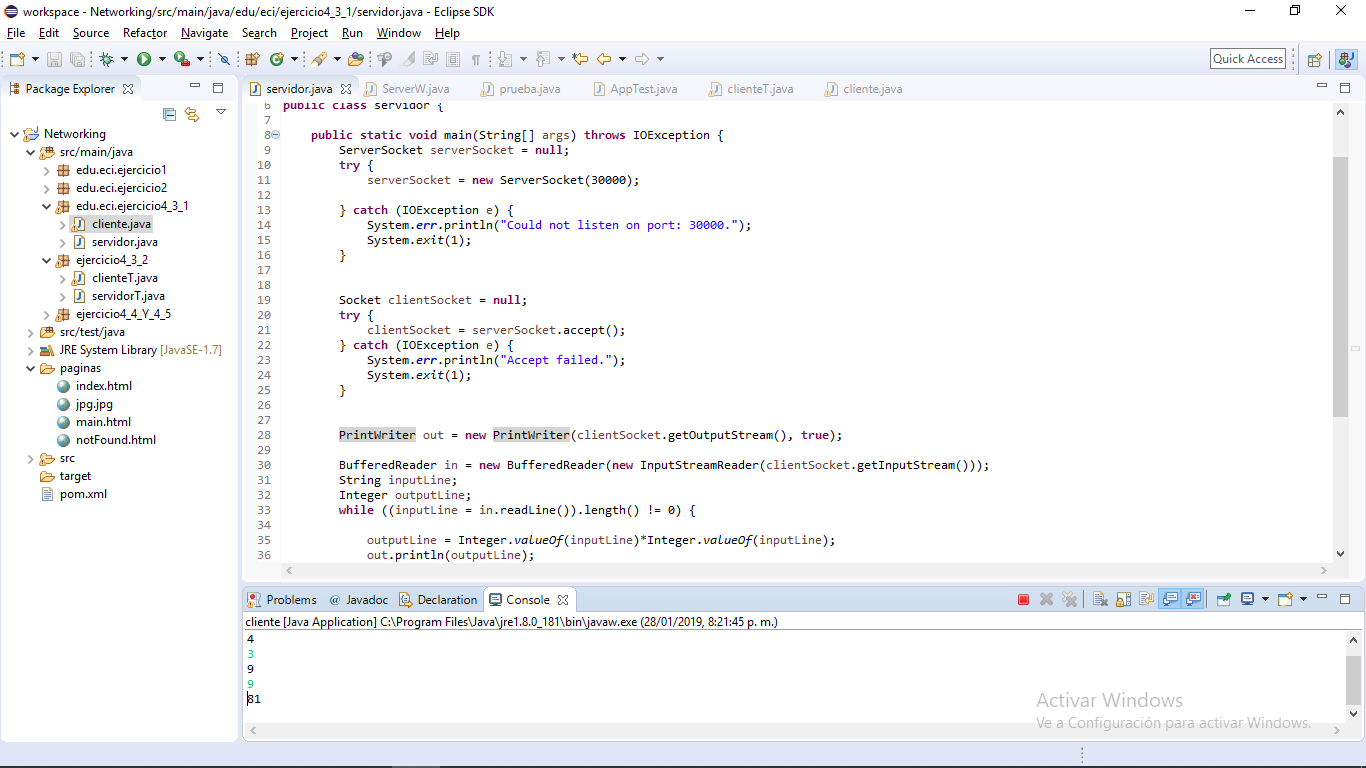 workspace - Networking/src/main/java/edu/eci/ejercicio4_3_1/servidor.java - Eclipse SDK
File Edit Source Refactor Navigate Search Project Run Window Help
Quick Access
Package Explorer
Networking
src/main/java
edu.eci.ejercicio1
edu.eci.ejercicio2
edu.eci.ejercicio4_3_1
cliente.java
servidor.java
ejercicio4_3_2
clienteT.java
servidorT.java
ejercicio4_4_Y_4_5
src/test/java
JRE System Library [JavaSE-1.7]
paginas
index.html
jpg.jpg
main.html
notFound.html
src
target
pom.xml
servidor.java ServerW.java prueba.java AppTest.java clienteT.java cliente.java
6 public class servidor {
7
8 public static void main(String[] args) throws IOException {
9 ServerSocket serverSocket = null;
10 try {
11 serverSocket = new ServerSocket(30000);
12
13 } catch (IOException e) {
14 System.err.println("Could not listen on port: 30000.");
15 System.exit(1);
16 }
17
18
19 Socket clientSocket = null;
20 try {
21 clientSocket = serverSocket.accept();
22 } catch (IOException e) {
23 System.err.println("Accept failed.");
24 System.exit(1);
25 }
26
27
28 PrintWriter out = new PrintWriter(clientSocket.getOutputStream(), true);
29
30 BufferedReader in = new BufferedReader(new InputStreamReader(clientSocket.getInputStream()));
31 String inputLine;
32 Integer outputLine;
33 while ((inputLine = in.readLine()).length() != 0) {
34
35 outputLine = Integer.valueOf(inputLine)*Integer.valueOf(inputLine);
36 out.println(outputLine);
Problems @ Javadoc Declaration Console
cliente [Java Application] C:\Program Files\Java\jre1.8.0_181\bin\javaw.exe (28/01/2019, 8:21:45 p. m.)
4
3
9
9
81
Activar Windows
Ve a Configuración para activar Windows.